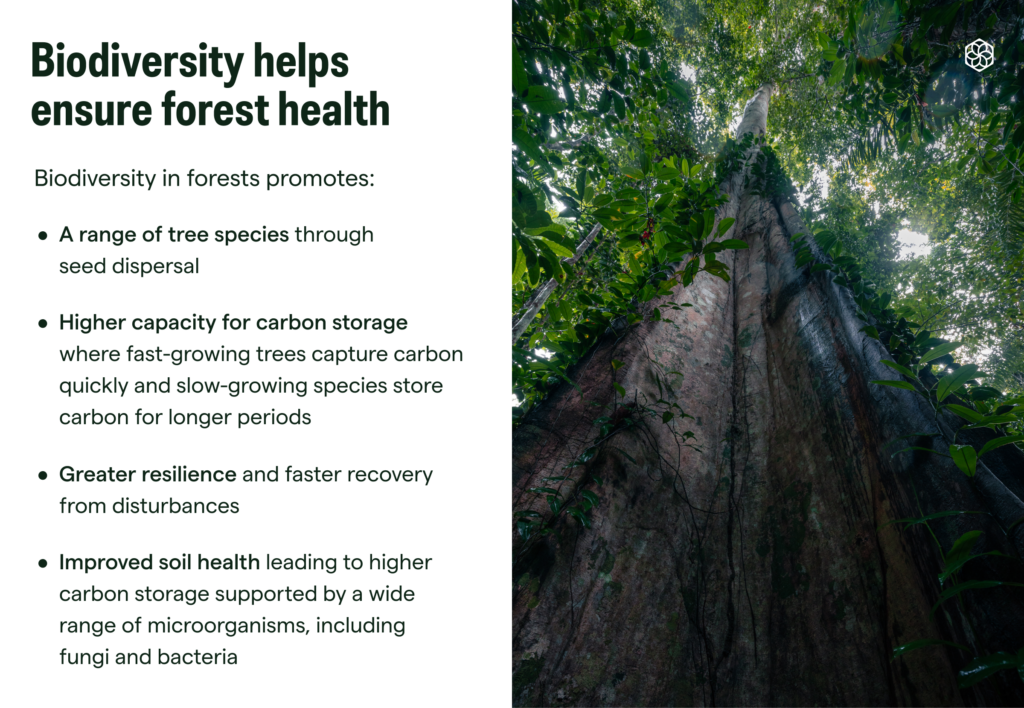 Biodiversity helps
ensure forest health
Biodiversity in forests promotes:
• A range of tree species through
seed dispersal
• Higher capacity for carbon storage
where fast-growing trees capture carbon
quickly and slow-growing species store
carbon for longer periods
• Greater resilience and faster recovery
from disturbances
• Improved soil health leading to higher
carbon storage supported by a wide
range of microorganisms, including
fungi and bacteria